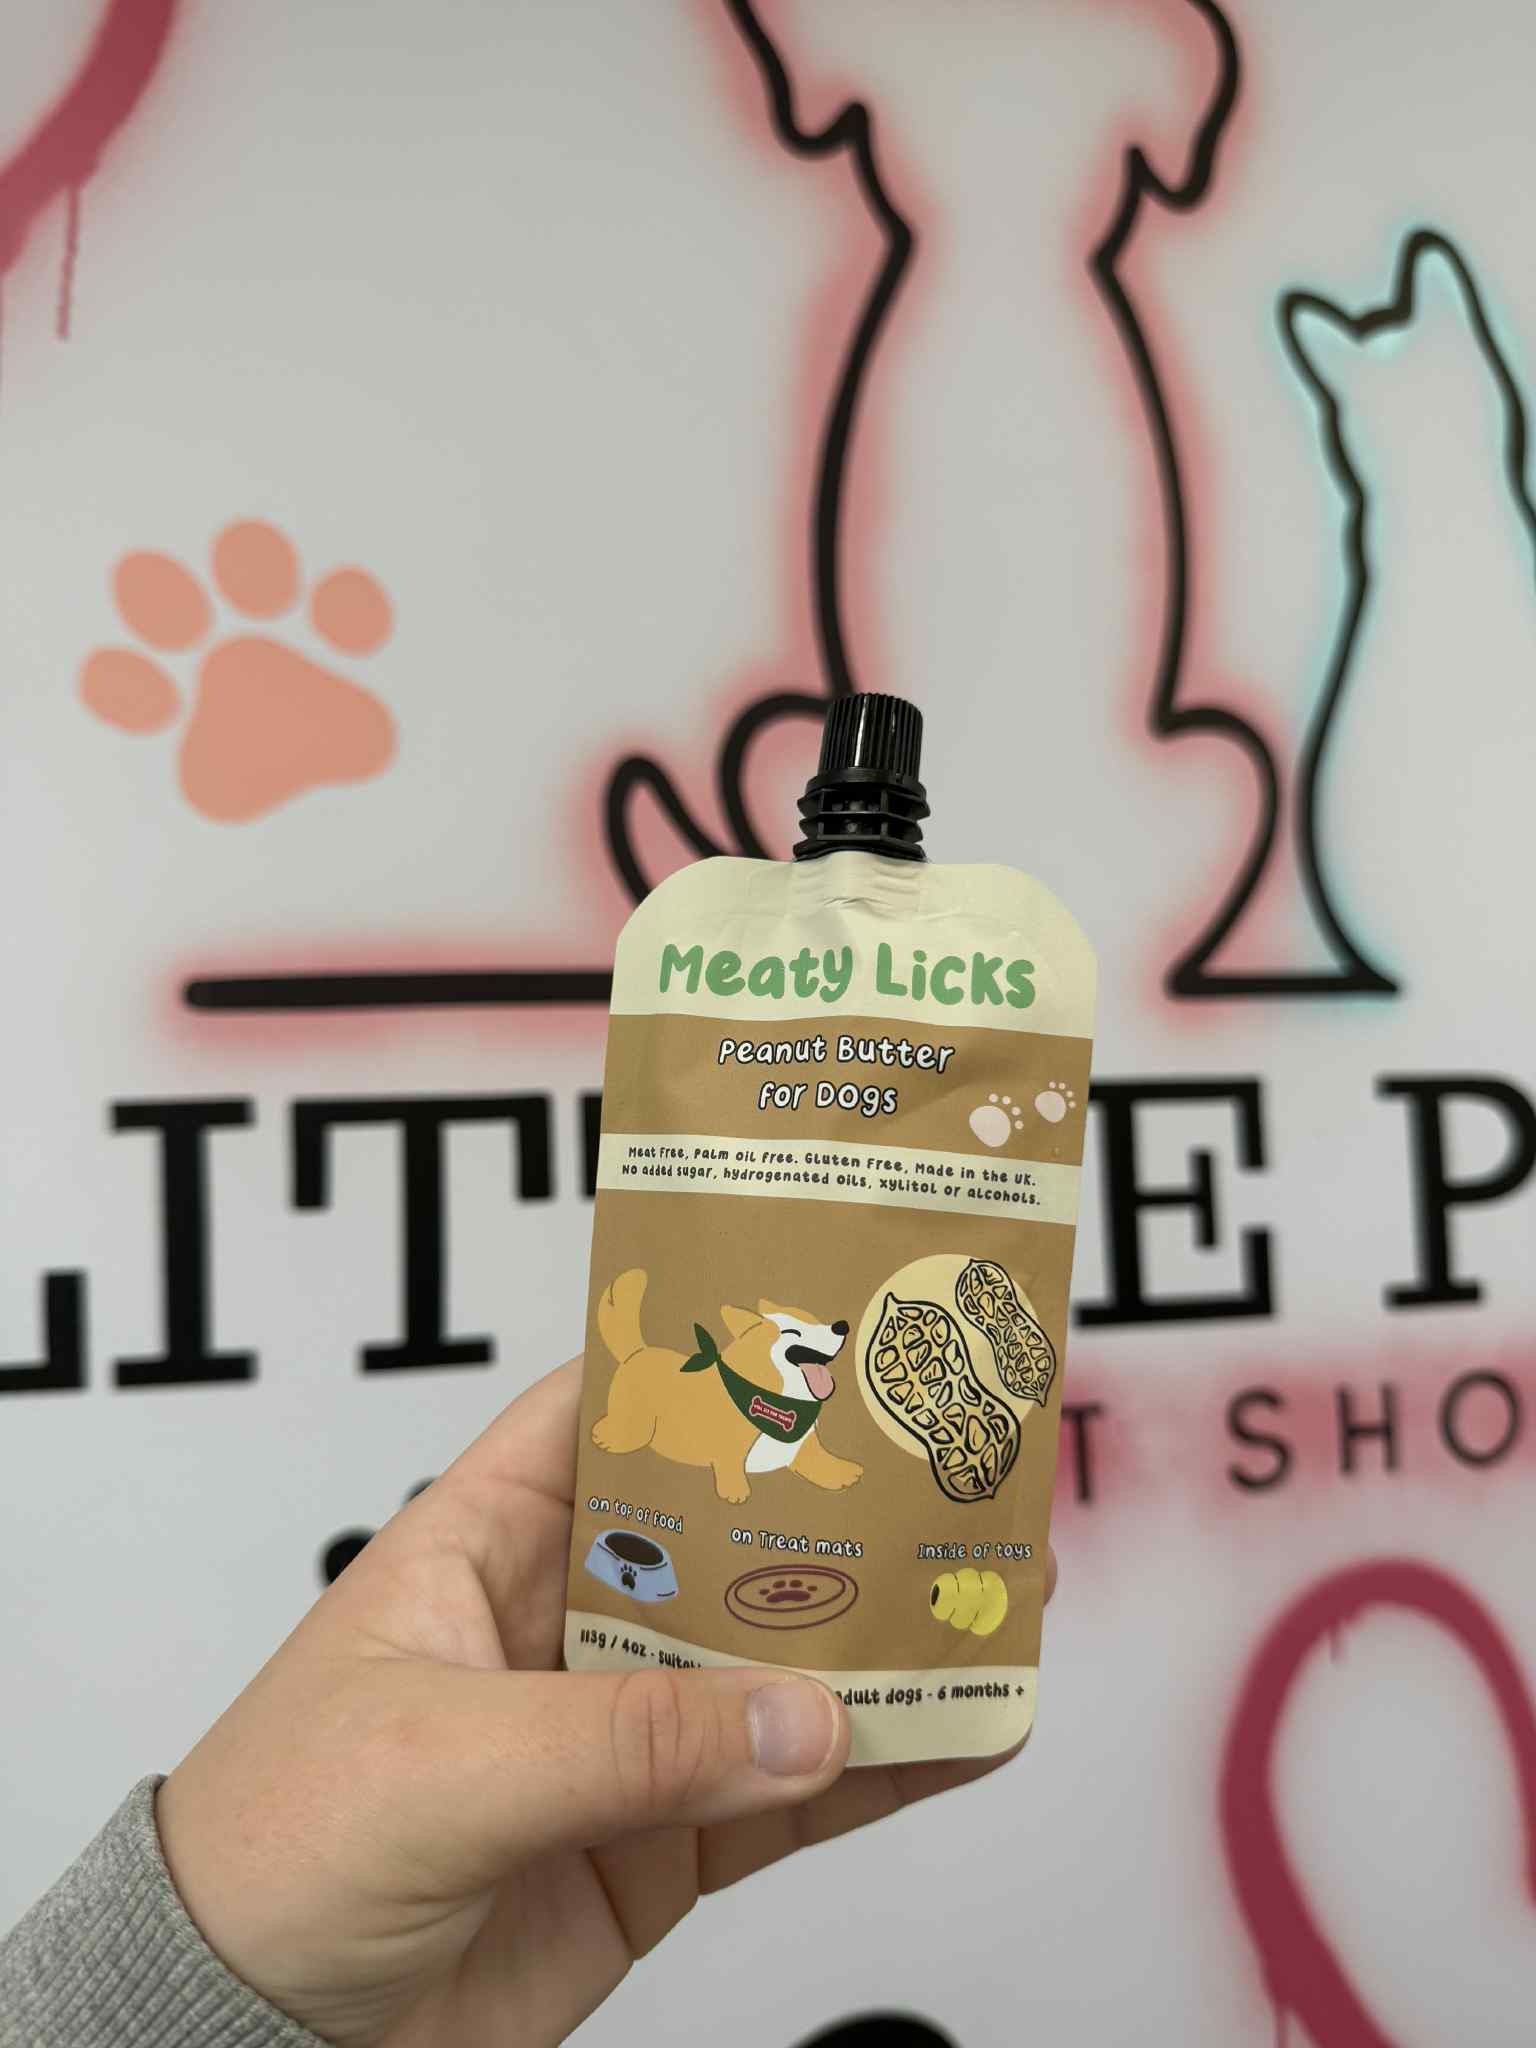 Meaty Licks
Peanut Butter
for Dogs
Meat Free, Palm oil free. Gluten Free, Made in the UK.
No added sugar, hydrogenated oils, xylitol or alcohols.
on top of food
on Treat mats
Inside of toys
113g / 4oz - adult dogs - 6 months +
LITT E P
T SHO